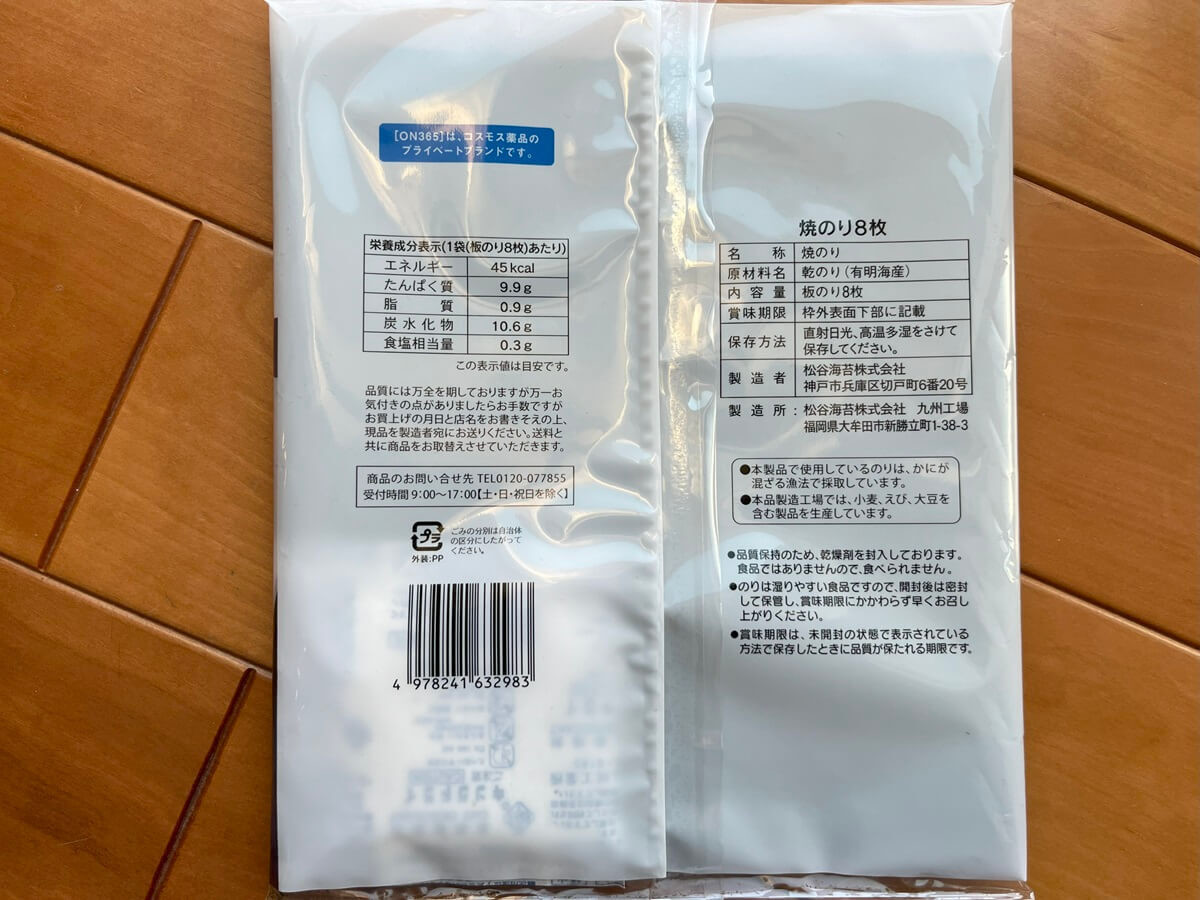 [ON365]は、コスモス薬品の
プライベートブランドです。
栄養成分表示(1袋(板のり8枚)あたり)
エネルギー 45kcal
たんぱく質 9.9g
脂質 0.9g
炭水化物 10.6g
食塩相当量 0.3g
この表示値は目安です。
品質には万全を期しておりますが万一お
気付きの点がありましたらお手数ですが
お買上げの月日と店名をお書きそえの上、
現品を製造者宛にお送りください。送料と
共に商品をお取替えさせていただきます。
商品のお問い合せ先 TEL0120-077855
受付時間 9:00〜17:00【土・日・祝日を除く】
プラ
外装:PP
ごみの分別は自治体
の区分にしたがって
ください。
4 978241 632983
焼のり8枚
名称 焼のり
原材料名 乾のり(有明海産)
内容量 板のり8枚
賞味期限 枠外表面下部に記載
保存方法 直射日光、高温多湿をさけて
保存してください。
製造者 松谷海苔株式会社
神戸市兵庫区切戸町6番20号
製造所:松谷海苔株式会社 九州工場
福岡県大牟田市新勝立町1-38-3
●本製品で使用しているのりは、かにが
混ざる漁法で採取しています。
●本品製造工場では、小麦、えび、大豆を
含む製品を生産しています。
●品質保持のため、乾燥剤を封入しております。
食品ではありませんので、食べられません。
●のりは湿りやすい食品ですので、開封後は密封
して保管し、賞味期限にかかわらず早くお召し
上がりください。
●賞味期限は、未開封の状態で表示されている
方法で保存したときに品質が保たれる期限です。